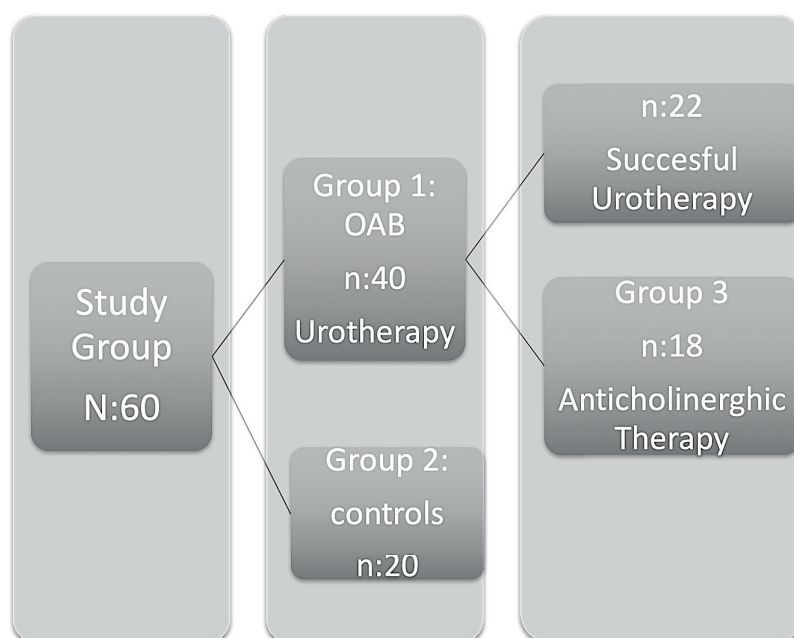 Study
Group
N:60
Group 1:
OAB
n:40
Urotherapy
Group 2:
controls
n:20
n:22
Succesful
Urotherapy
Group 3
n:18
Anticholinerghic
Therapy